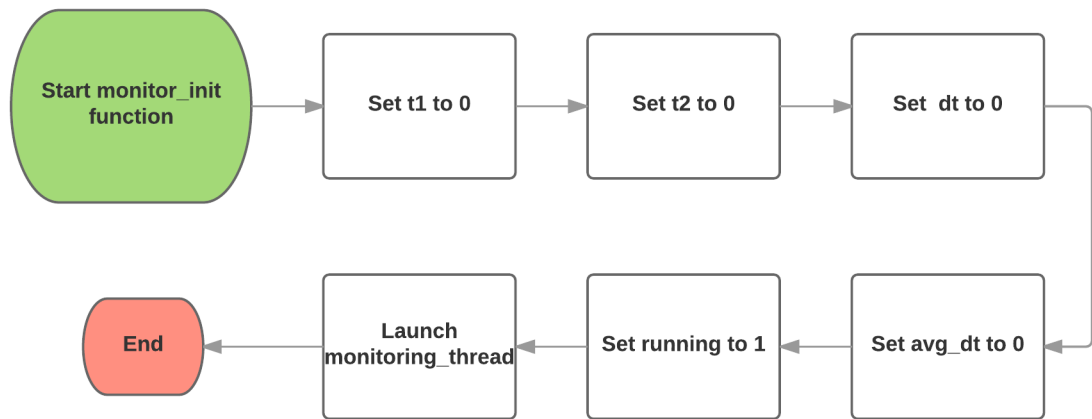 Start monitor_init
function
Set t1 to 0
Set t2 to 0
Set  dt to 0
Set avg_dt to 0
Set running to 1
Launch
monitoring_thread
End